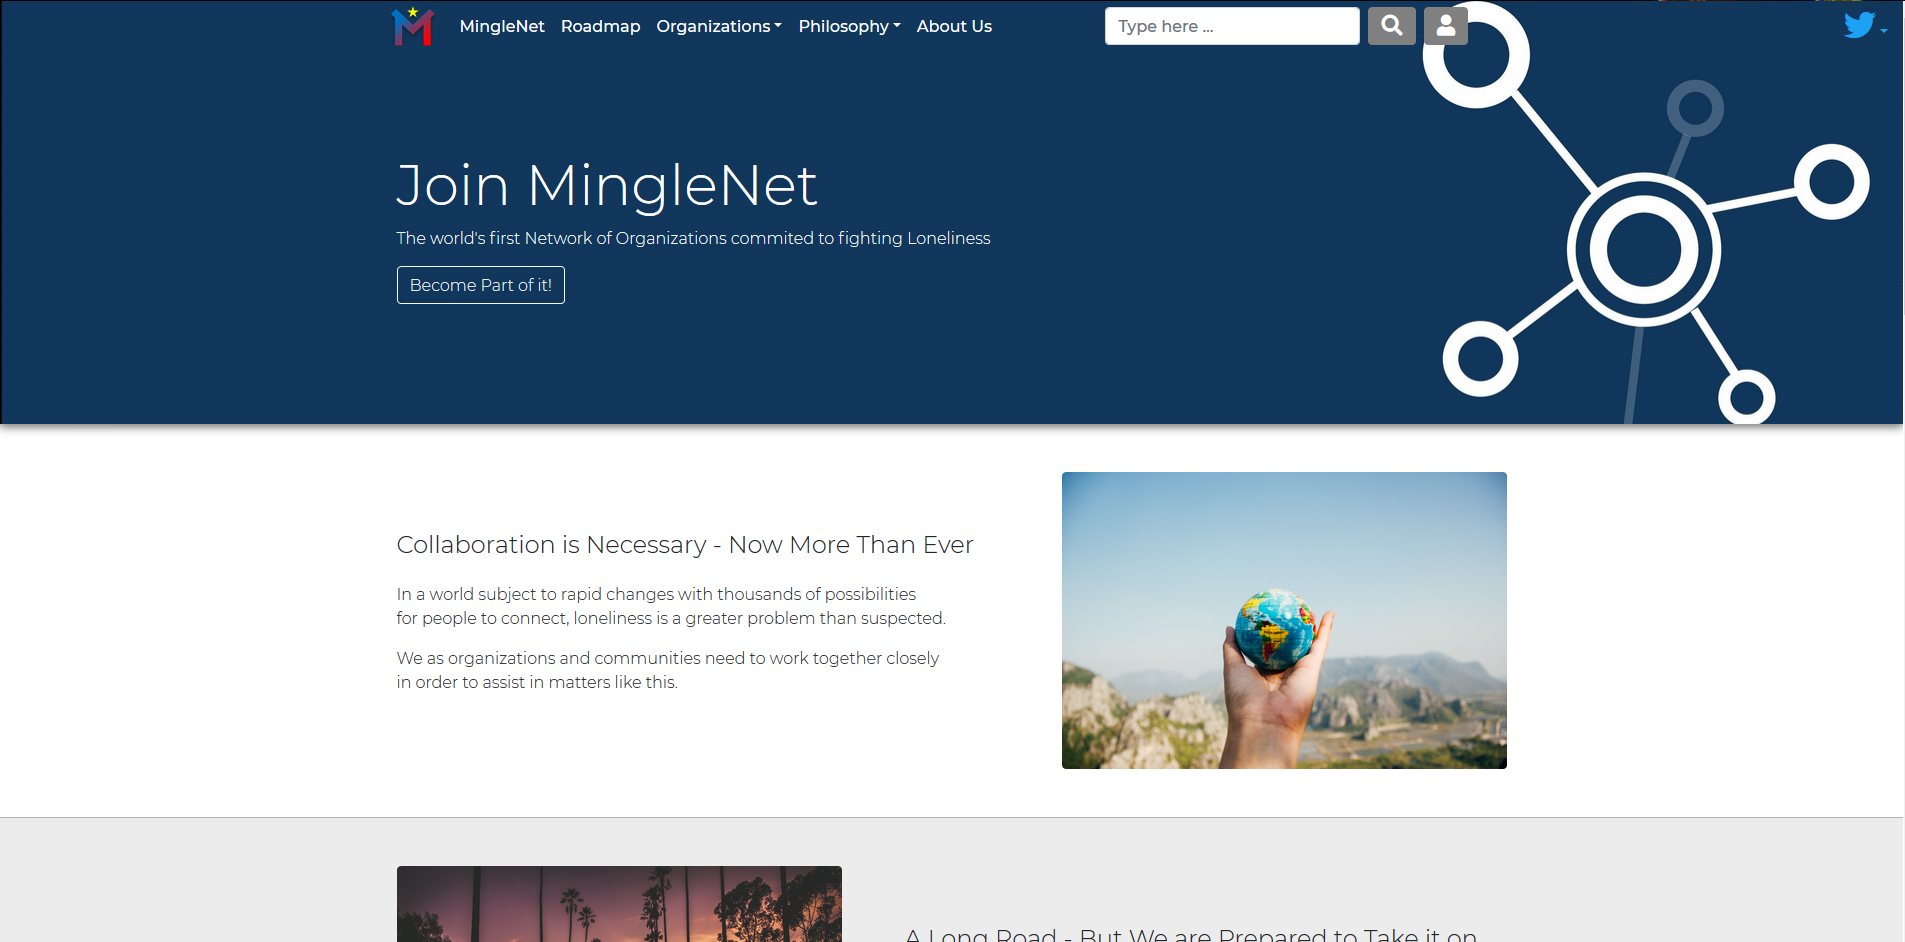 M
MingleNet Roadmap Organizations Philosophy About Us
Type here ...
Join MingleNet
The world's first Network of Organizations commited to fighting Loneliness
Become Part of it!
Collaboration is Necessary - Now More Than Ever
In a world subject to rapid changes with thousands of possibilities
for people to connect, loneliness is a greater problem than suspected.
We as organizations and communities need to work together closely
in order to assist in matters like this.
A Long Road - But We are Prepared to Take it on